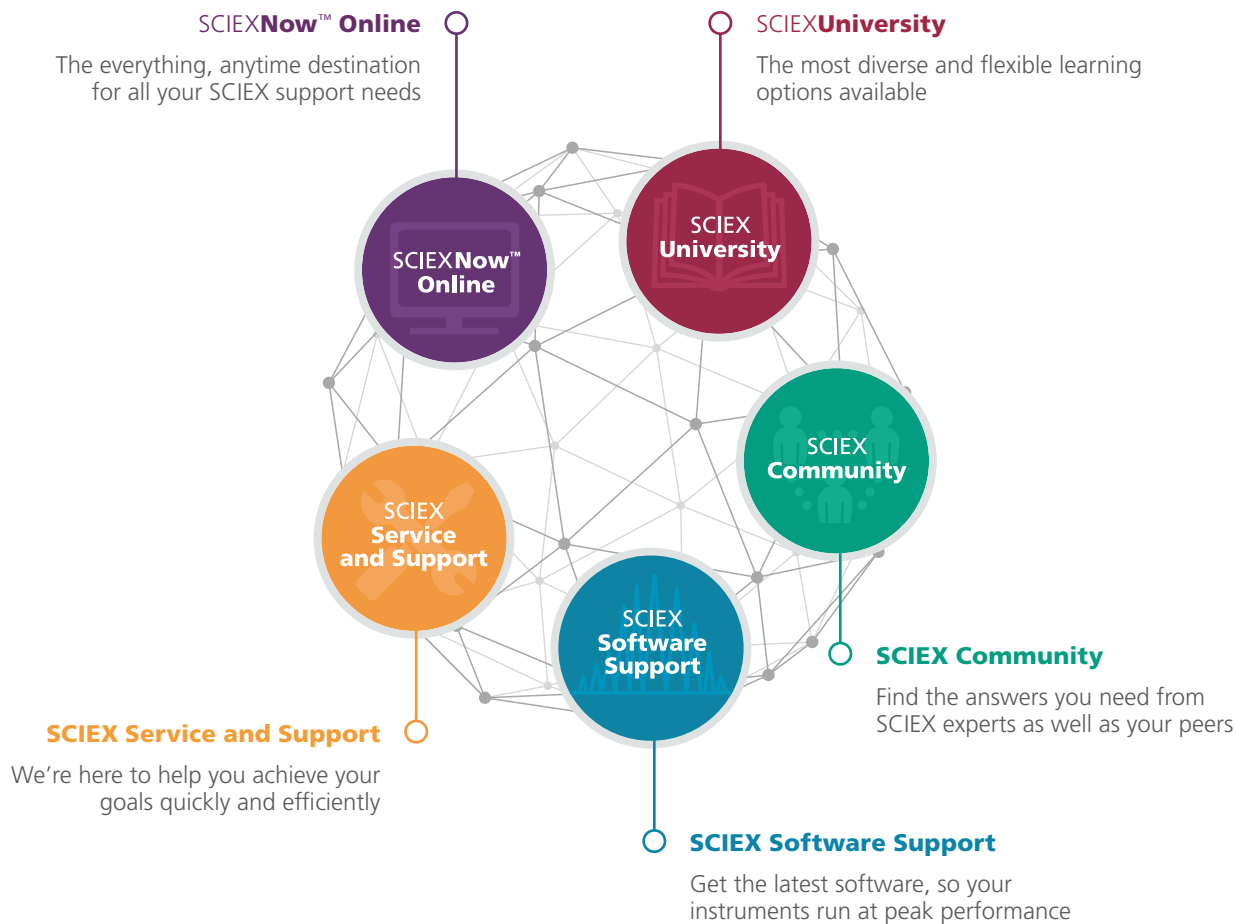 SCIEXNow™ Online
The everything, anytime destination
for all your SCIEX support needs
SCIEXUniversity
The most diverse and flexible learning
options available
SCIEXNow™
Online
SCIEX
University
SCIEX
Community
SCIEX
Service
and Support
SCIEX
Software
Support
SCIEX Community
Find the answers you need from
SCIEX experts as well as your peers
SCIEX Service and Support
We're here to help you achieve your
goals quickly and efficiently
SCIEX Software Support
Get the latest software, so your
instruments run at peak performance